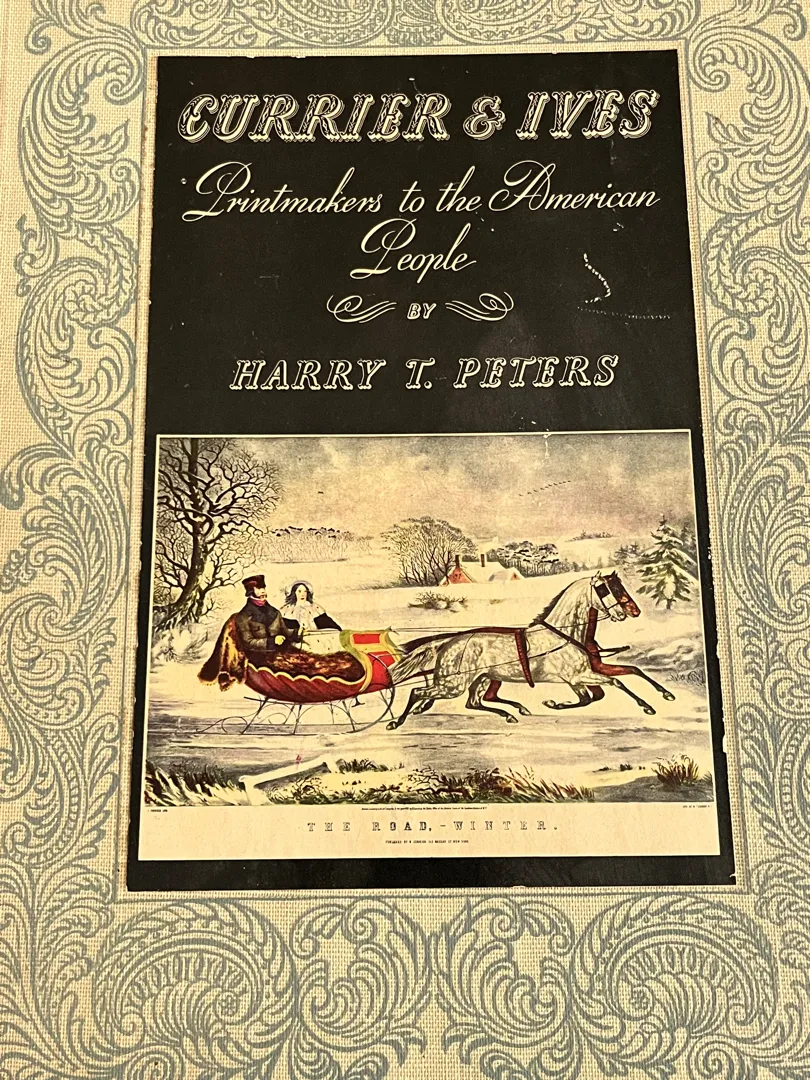 CURRIER & IVES
Printmakers to the American
People
BY
HARRY T. PETERS
THE ROAD, - WINTER.